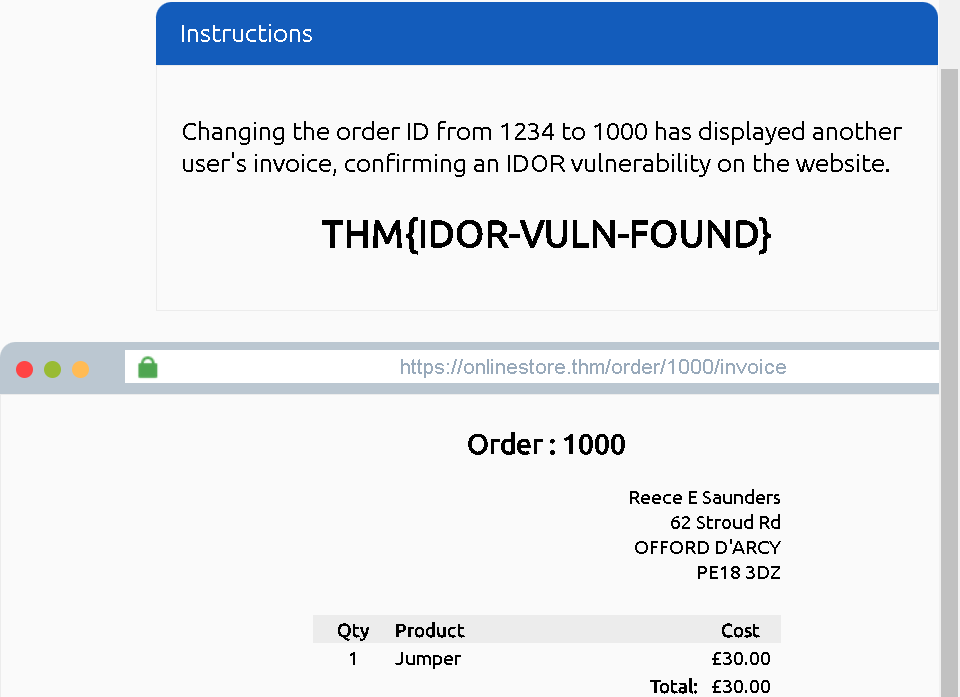 Instructions
Changing the order ID from 1234 to 1000 has displayed another
user's invoice, confirming an IDOR vulnerability on the website.
THM{IDOR-VULN-FOUND}
https://onlinestore.thm/order/1000/invoice
Order : 1000
Reece E Saunders
62 Stroud Rd
OFFORD D'ARCY
PE18 3DZ
Qty Product Cost
1 Jumper £30.00
Total: £30.00